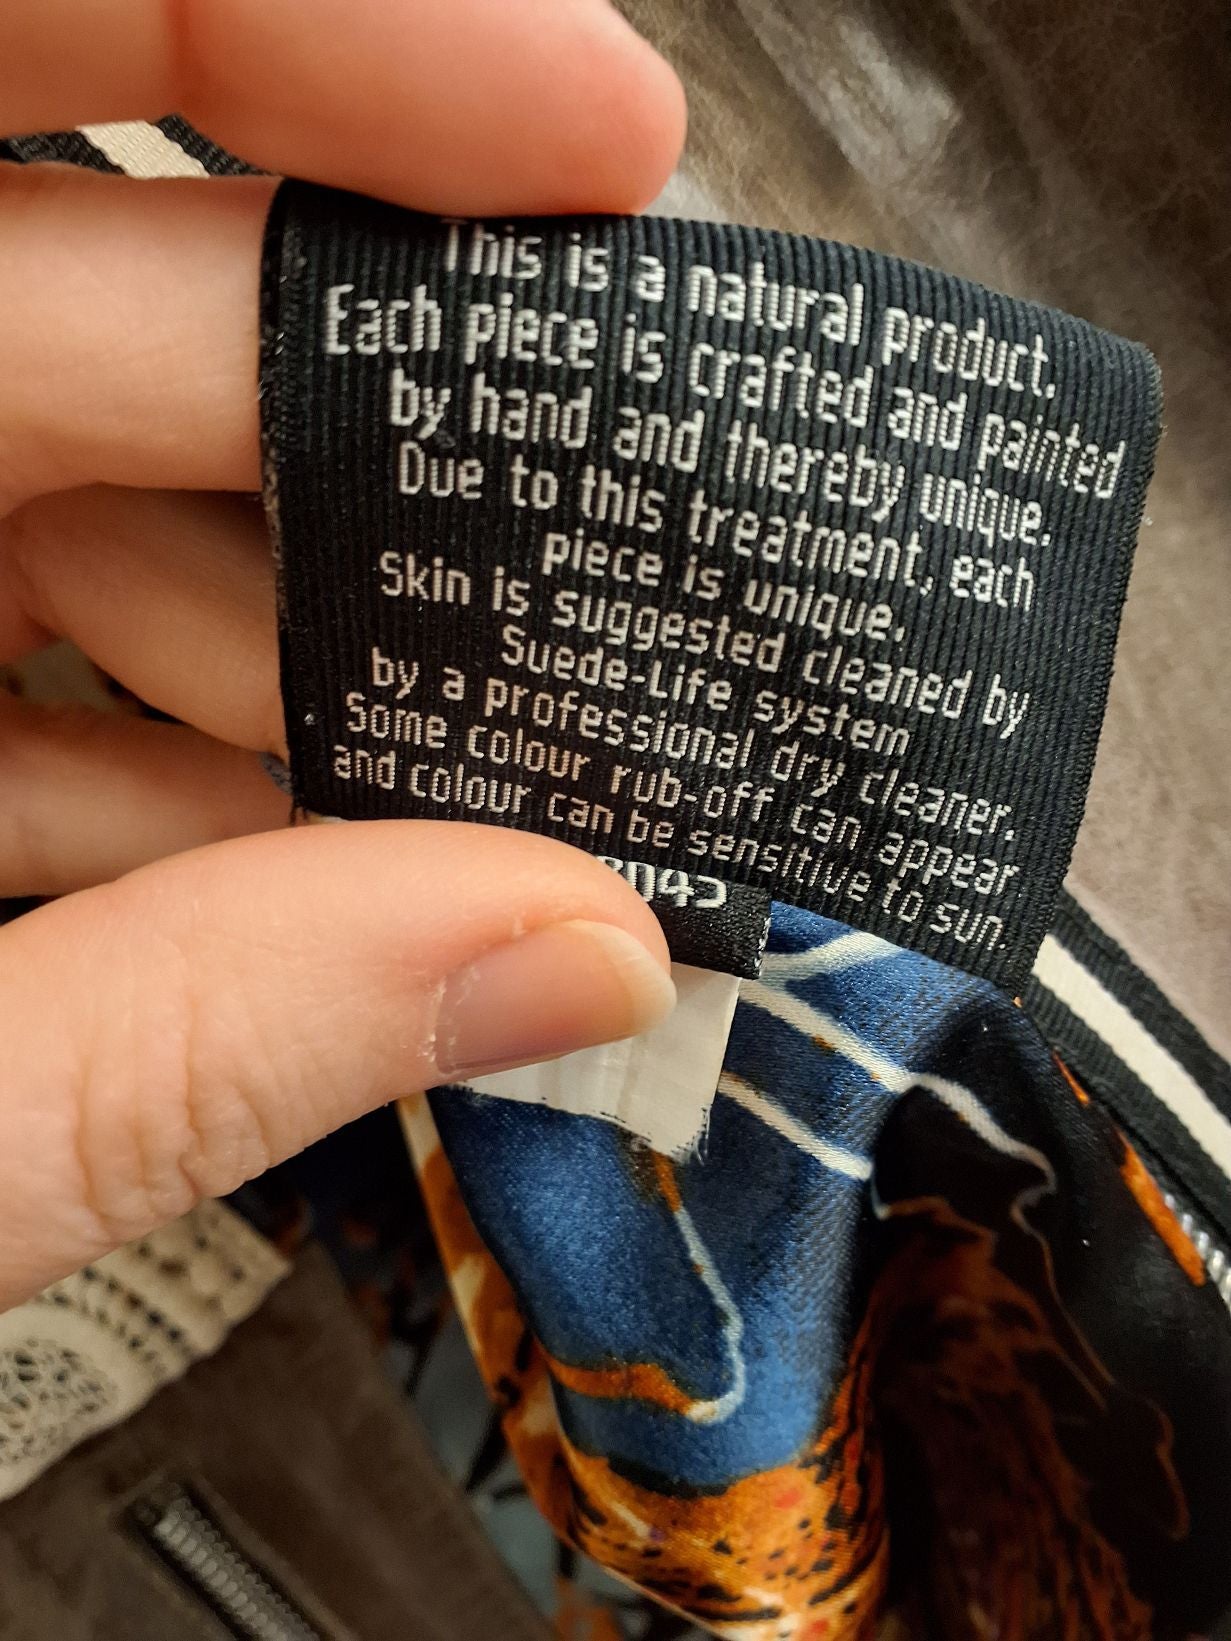 This is a natural product.
Each piece is crafted and painted
by hand and thereby unique.
Due to this treatment, each
piece is unique.
Skin is suggested cleaned by
Suede-Life system
by a professional dry cleaner.
Some colour rub-off can appear
and colour can be sensitive to sun.